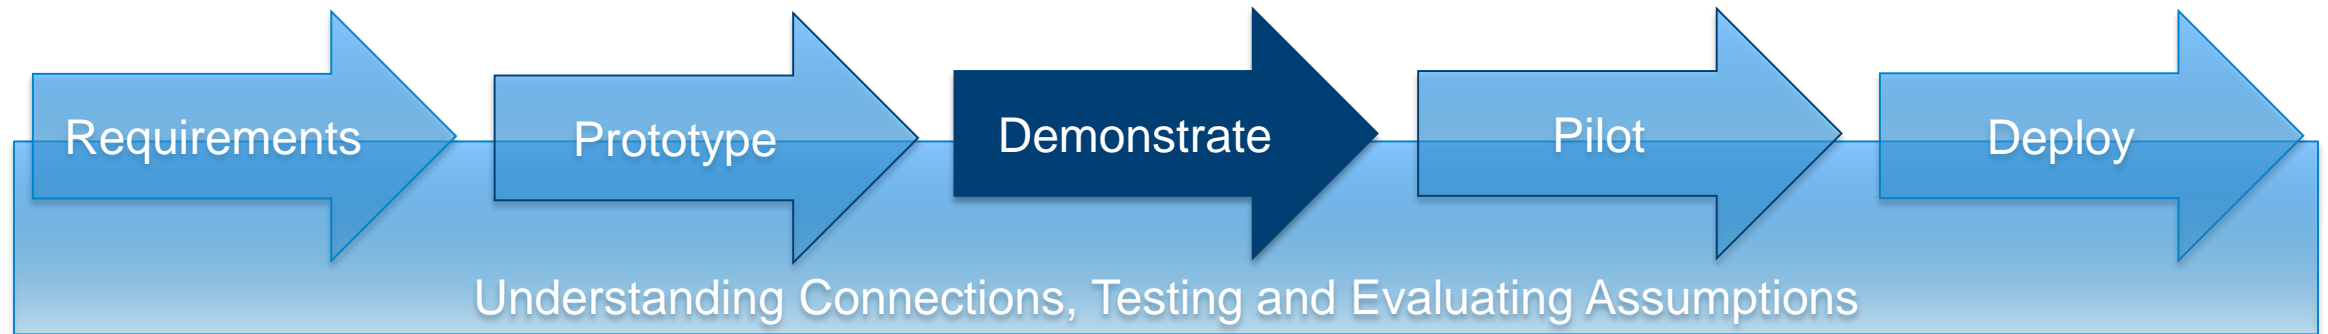 Requirements
Prototype
Demonstrate
Pilot
Deploy
Understanding Connections, Testing and Evaluating Assumptions